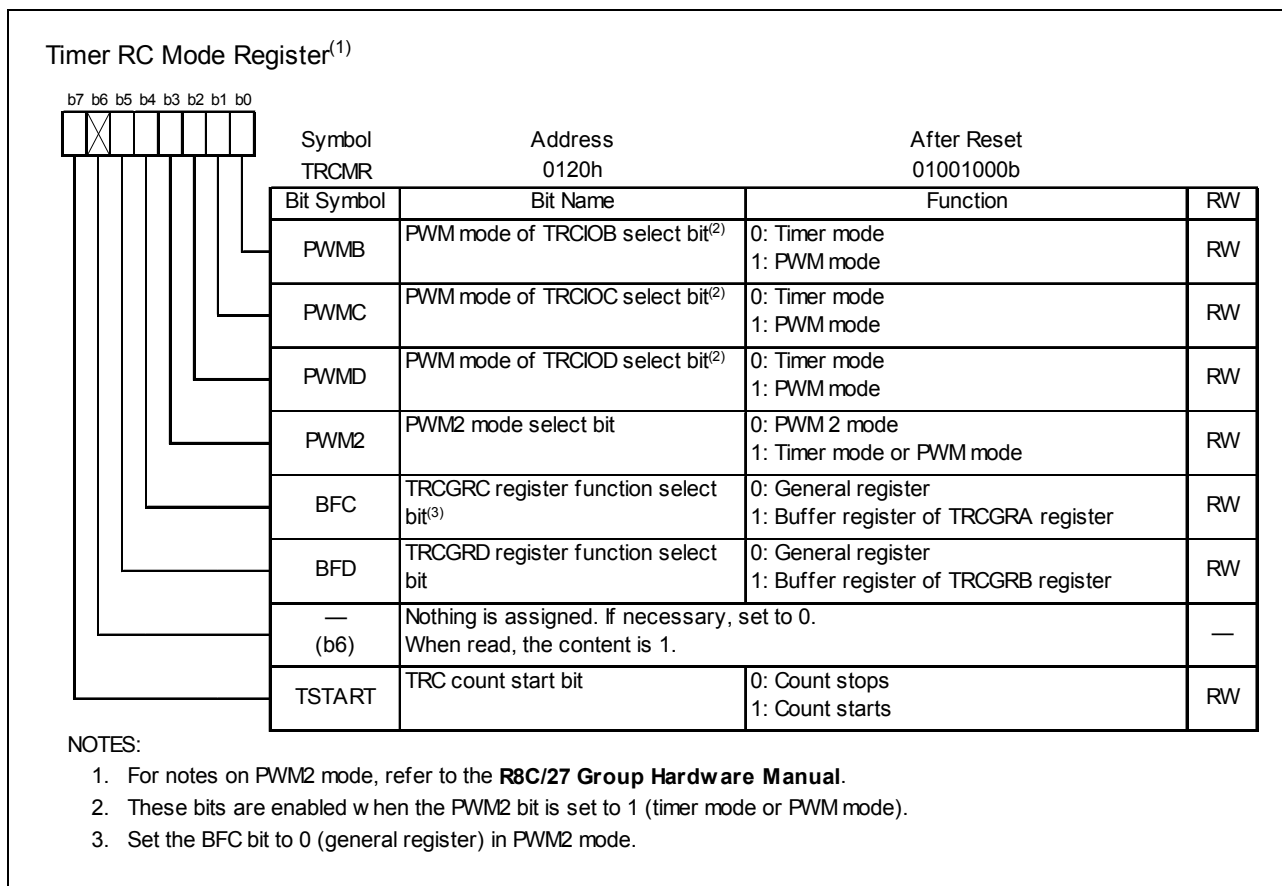 Timer RC Mode Register(1)
b7 b6 b5 b4 b3 b2 b1 b0
Symbol Address After Reset
TRCMR 0120h 01001000b
Bit Symbol Bit Name Function RW
PWMB PWM mode of TRCIOB select bit(2) 0: Timer mode RW
1: PWM mode
PWMC PWM mode of TRCIOC select bit(2) 0: Timer mode RW
1: PWM mode
PWMD PWM mode of TRCIOD select bit(2) 0: Timer mode RW
1: PWM mode
PWM2 PWM2 mode select bit 0: PWM 2 mode RW
1: Timer mode or PWM mode
BFC TRCGRC register function select 0: General register RW
bit(3) 1: Buffer register of TRCGRA register
BFD TRCGRD register function select 0: General register RW
bit 1: Buffer register of TRCGRB register
— Nothing is assigned. If necessary, set to 0. —
(b6) When read, the content is 1.
TSTART TRC count start bit 0: Count stops RW
1: Count starts
NOTES:
1. For notes on PWM2 mode, refer to the R8C/27 Group Hardware Manual.
2. These bits are enabled when the PWM2 bit is set to 1 (timer mode or PWM mode).
3. Set the BFC bit to 0 (general register) in PWM2 mode.